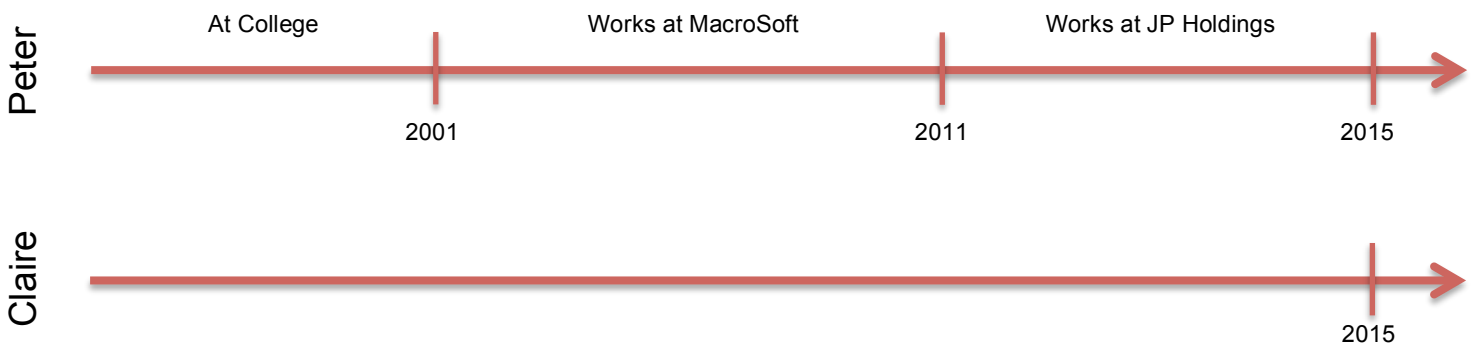 Peter
At College
Works at MacroSoft
Works at JP Holdings
2001
2011
2015
Claire
2015